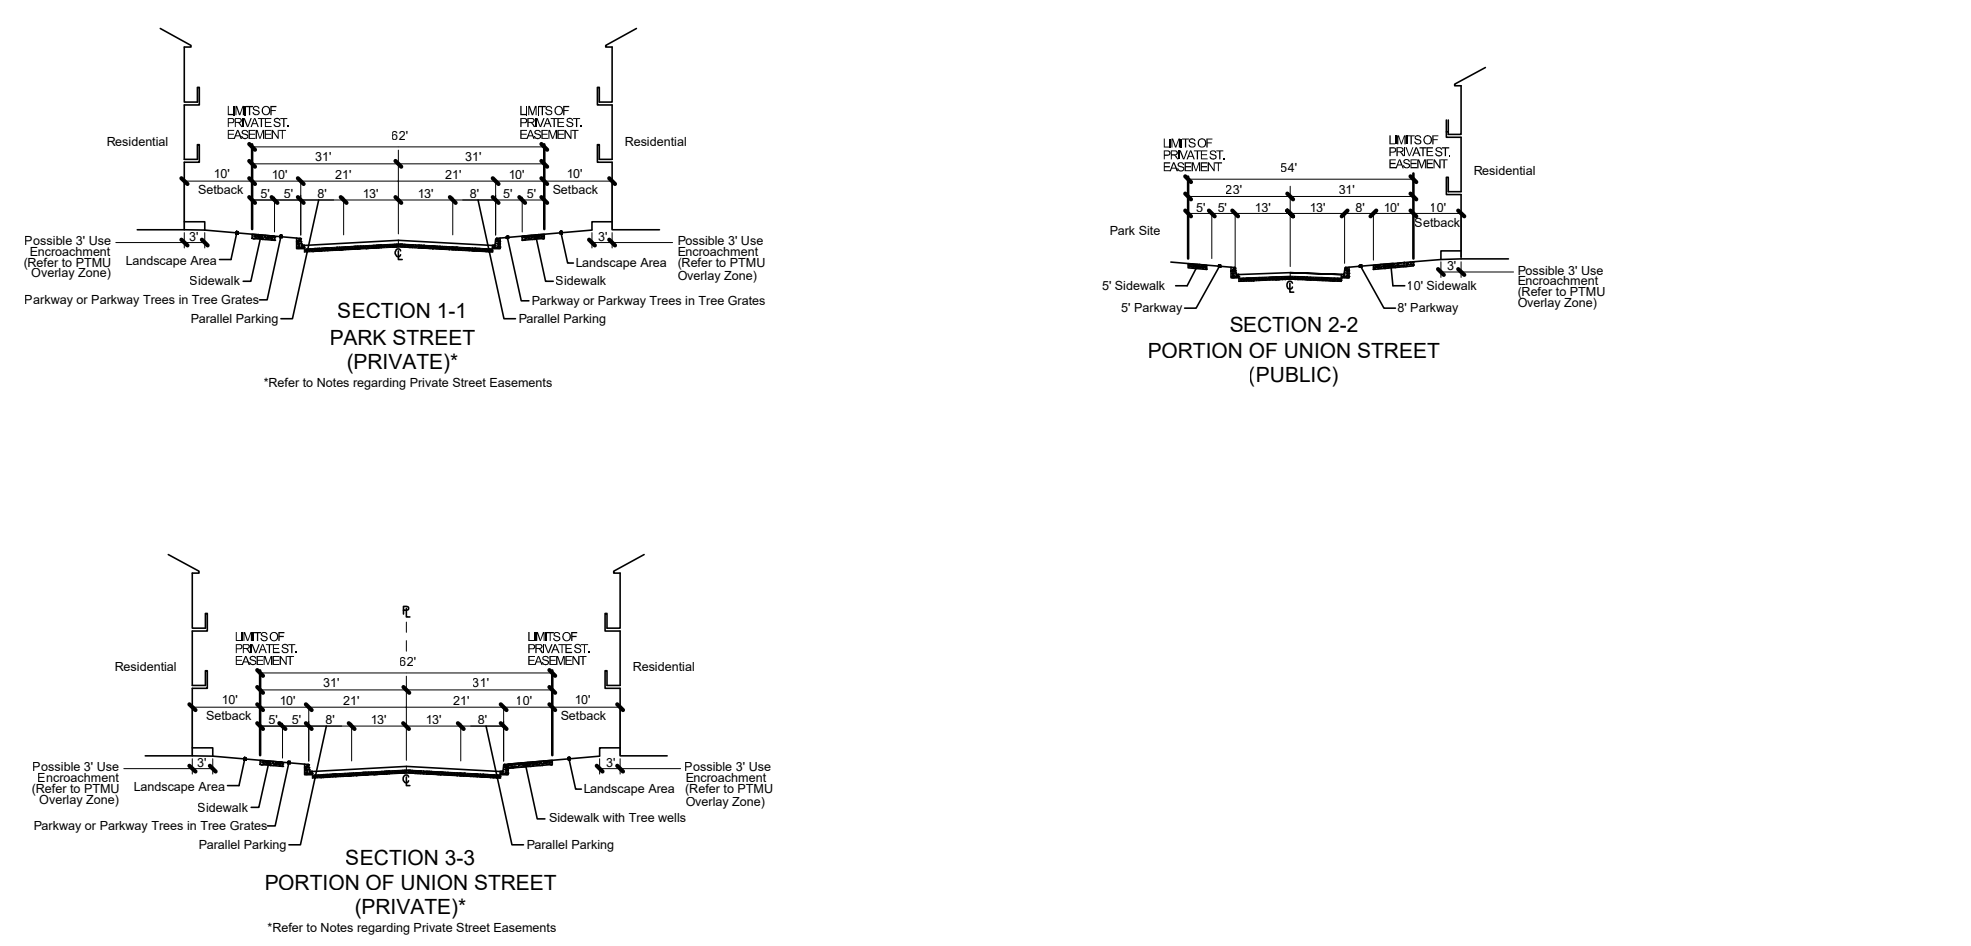 LIMITS OF
PRIVATE ST.
EASEMENT
LIMITS OF
PRIVATE ST.
EASEMENT
62'
Residential
Residential
31'
31'
10'
10'
21'
21'
10'
10'
Setback
Setback
5'
5'
8'
13'
13'
8'
5'
5'
3'
3'
Possible 3' Use
Encroachment
(Refer to PTMU
Overlay Zone)
Landscape Area
Sidewalk
Parkway or Parkway Trees in Tree Grates
Parallel Parking
℄
Possible 3' Use
Encroachment
(Refer to PTMU
Overlay Zone)
Landscape Area
Sidewalk
Parkway or Parkway Trees in Tree Grates
Parallel Parking
SECTION 1-1
PARK STREET
(PRIVATE)*
*Refer to Notes regarding Private Street Easements
LIMITS OF
PRIVATE ST.
EASEMENT
LIMITS OF
PRIVATE ST.
EASEMENT
54'
Residential
23'
31'
5'
5'
13'
13'
8'
10'
10'
Setback
Park Site
3'
5' Sidewalk
5' Parkway
℄
10' Sidewalk
8' Parkway
Possible 3' Use
Encroachment
(Refer to PTMU
Overlay Zone)
SECTION 2-2
PORTION OF UNION STREET
(PUBLIC)
℄
LIMITS OF
PRIVATE ST.
EASEMENT
LIMITS OF
PRIVATE ST.
EASEMENT
62'
Residential
Residential
31'
31'
10'
10'
21'
21'
10'
10'
Setback
Setback
5'
5'
8'
13'
13'
8'
3'
3'
Possible 3' Use
Encroachment
(Refer to PTMU
Overlay Zone)
Landscape Area
Sidewalk
Parkway or Parkway Trees in Tree Grates
Parallel Parking
PL
Possible 3' Use
Encroachment
(Refer to PTMU
Overlay Zone)
Landscape Area
Sidewalk with Tree wells
Parallel Parking
SECTION 3-3
PORTION OF UNION STREET
(PRIVATE)*
*Refer to Notes regarding Private Street Easements